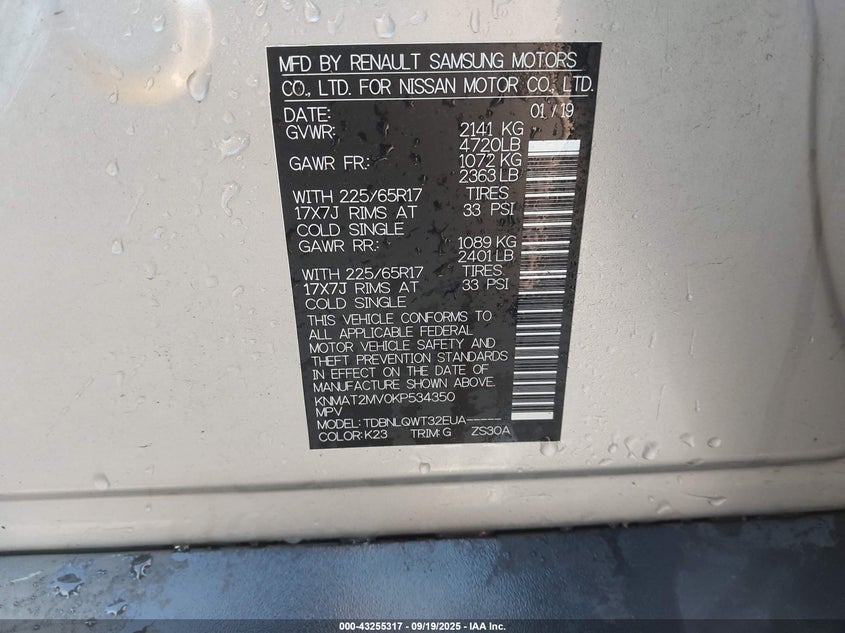 MFD BY RENAULT SAMSUNG MOTORS
CO., LTD. FOR NISSAN MOTOR CO., LTD.
DATE: 01 / 19
GVWR: 2141 KG
4720LB
GAWR FR.: 1072 KG
2363 LB
WITH 225/65R17 TIRES
17X7J RIMS AT 33 PSI
COLD SINGLE
GAWR RR.: 1089 KG
2401 LB
WITH 225/65R17 TIRES
17X7J RIMS AT 33 PSI
COLD SINGLE
THIS VEHICLE CONFORMS TO
ALL APPLICABLE FEDERAL
MOTOR VEHICLE SAFETY AND
THEFT PREVENTION STANDARDS
IN EFFECT ON THE DATE OF
MANUFACTURE SHOWN ABOVE.
KNMAT2MV0KP534350
MPV
MODEL: TDBNLQWT32EUA-----
COLOR: K23 TRIM: G ZS30A
000-43255317 - 09/19/2025 - IAA Inc.